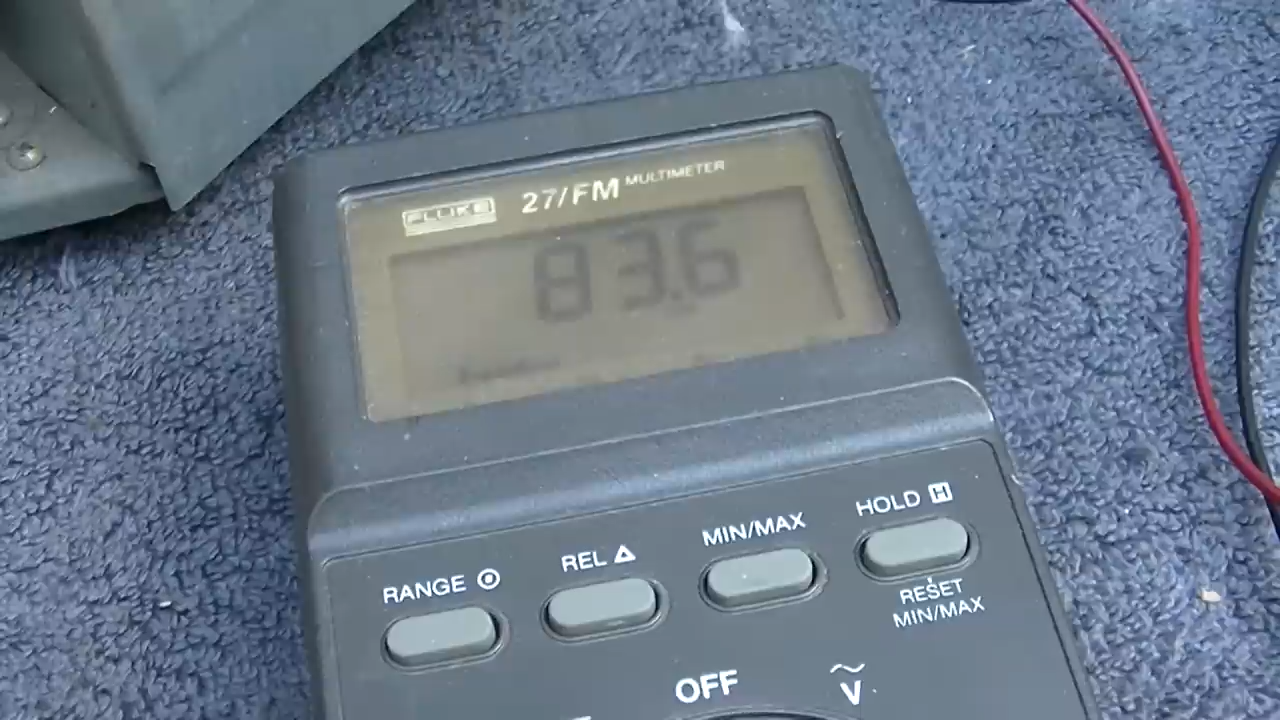 FLUKE 27/FM MULTIMETER
83.6
RANGE
REL △
MIN/MAX
HOLD H
RESET
MIN/MAX
OFF
V